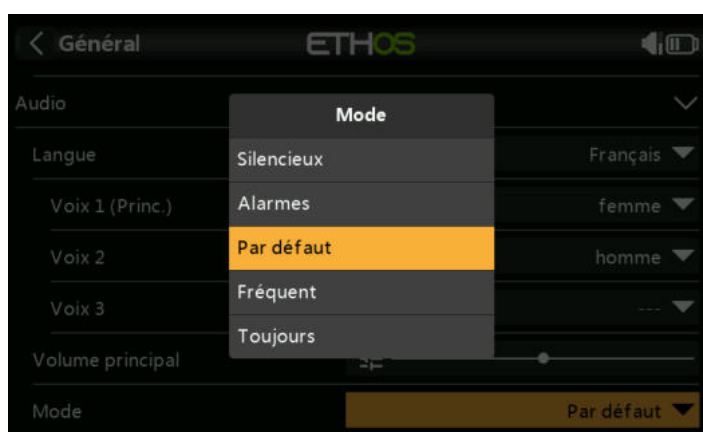 Général
ETHOS
Audio
Mode
Langue
Silencieux
Français
Voix 1 (Princ.)
Alarmes
femme
Voix 2
Par défaut
homme
Voix 3
Fréquent
---
Toujours
Volume principal
Mode
Par défaut